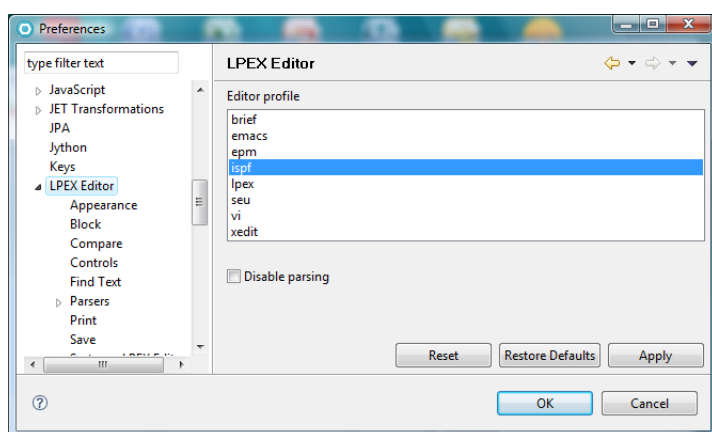 Preferences
type filter text
JavaScript
JET Transformations
JPA
Jython
Keys
LPEX Editor
Appearance
Block
Compare
Controls
Find Text
Parsers
Print
Save
LPEX Editor
Editor profile
brief
emacs
epm
ispf
lpex
seu
vi
xedit
Disable parsing
Reset
Restore Defaults
Apply
?
OK
Cancel